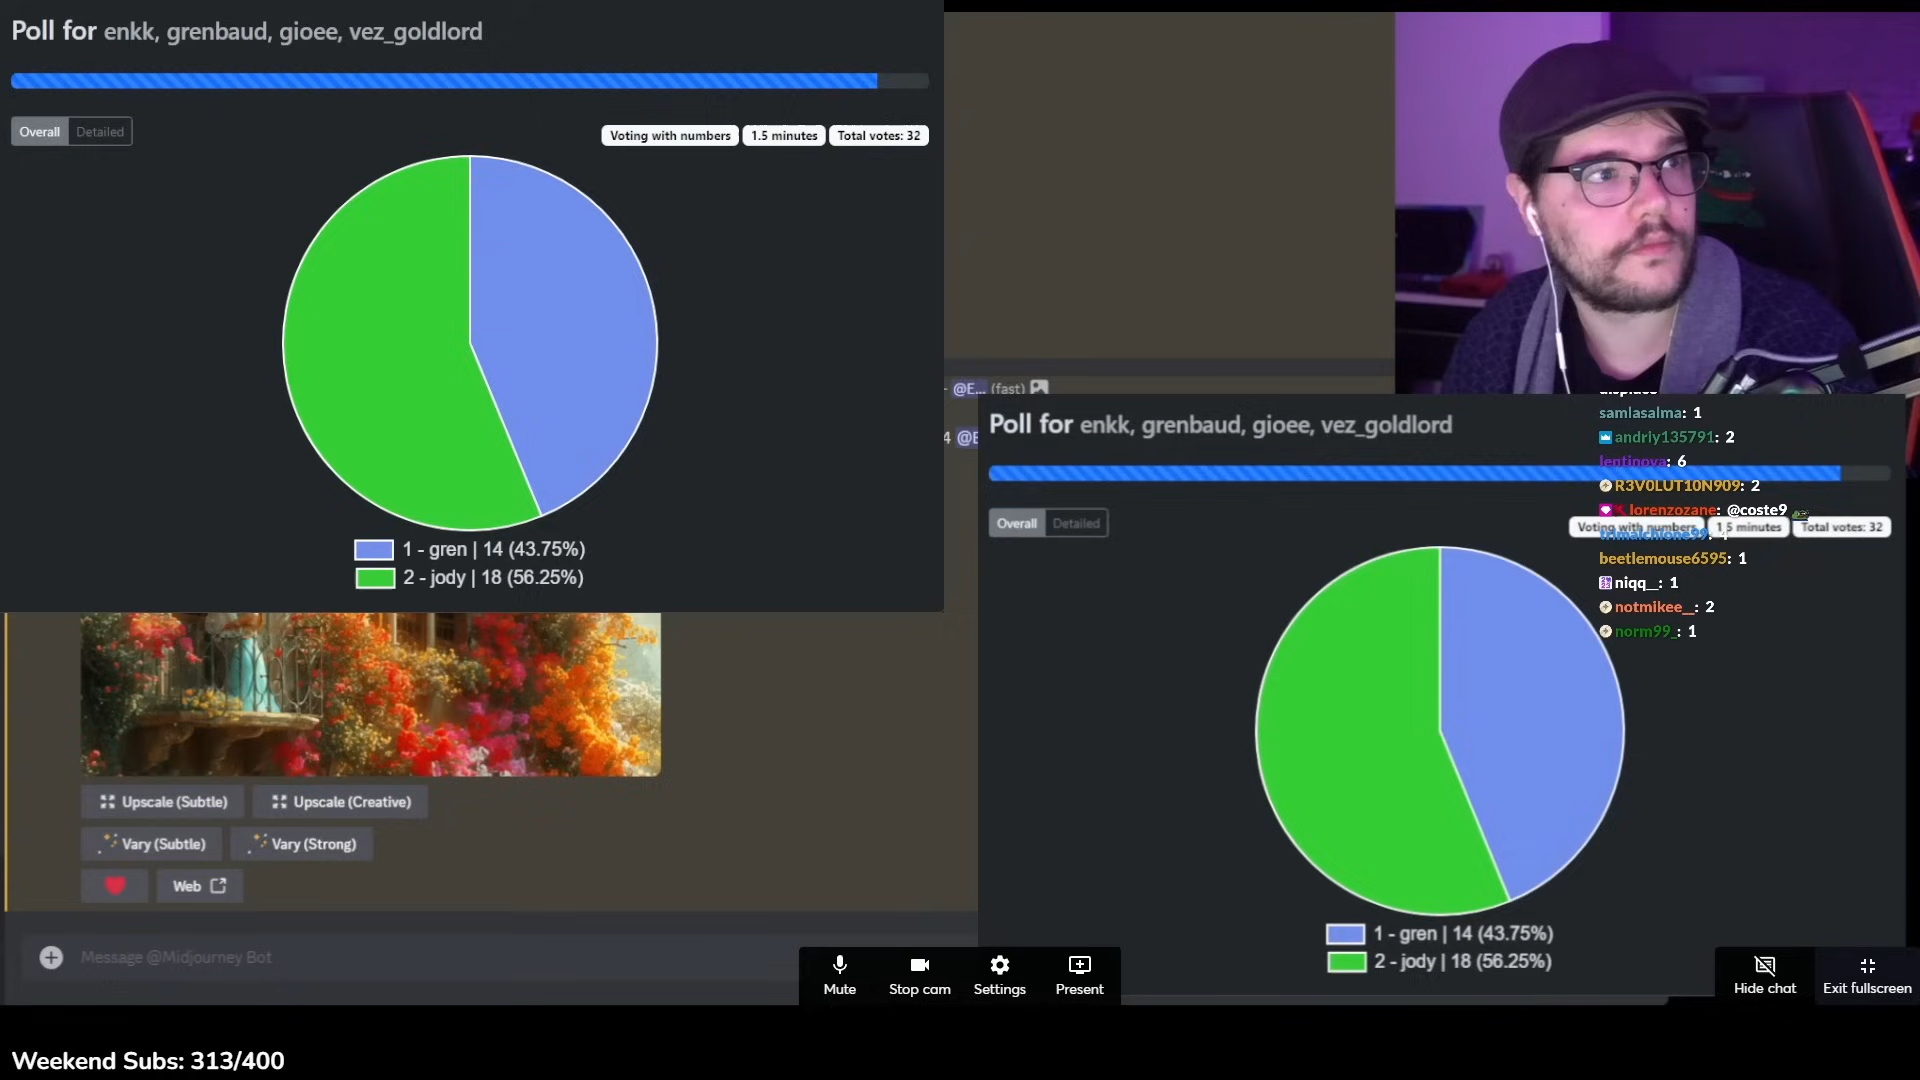 Poll for enkk, grenbaud, gioee, vez_goldlord
Overall Detailed
Voting with numbers 1.5 minutes Total votes: 32
1 - gren | 14 (43.75%)
2 - jody | 18 (56.25%)
@E... (fast)
4 @E
Poll for enkk, grenbaud, gioee, vez_goldlord
Overall Detailed
Voting with numbers 1.5 minutes Total votes: 32
1 - gren | 14 (43.75%)
2 - jody | 18 (56.25%)
samlasalma: 1
andriy135791: 2
lentinova: 6
R3V0LUT10N909: 2
lorenzozane: @coste9
beetlemouse6595: 1
niqq_: 1
notmikee__: 2
norm99_: 1
Upscale (Subtle) Upscale (Creative)
Vary (Subtle) Vary (Strong)
Web
Message @Midjourney Bot
Mute Stop cam Settings Present
Hide chat Exit fullscreen
Weekend Subs: 313/400